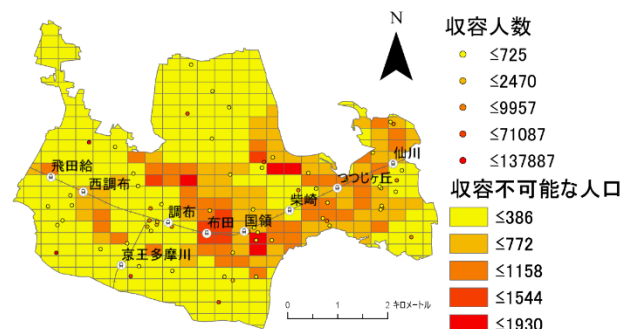 N
収容人数
≤725
≤2470
≤9957
≤71087
≤137887
収容不可能な人口
≤386
≤772
≤1158
≤1544
≤1930
飛田給
西調布
調布
布田
国領
柴崎
つつじヶ丘
仙川
京王多摩川
0 1 2 キロメートル